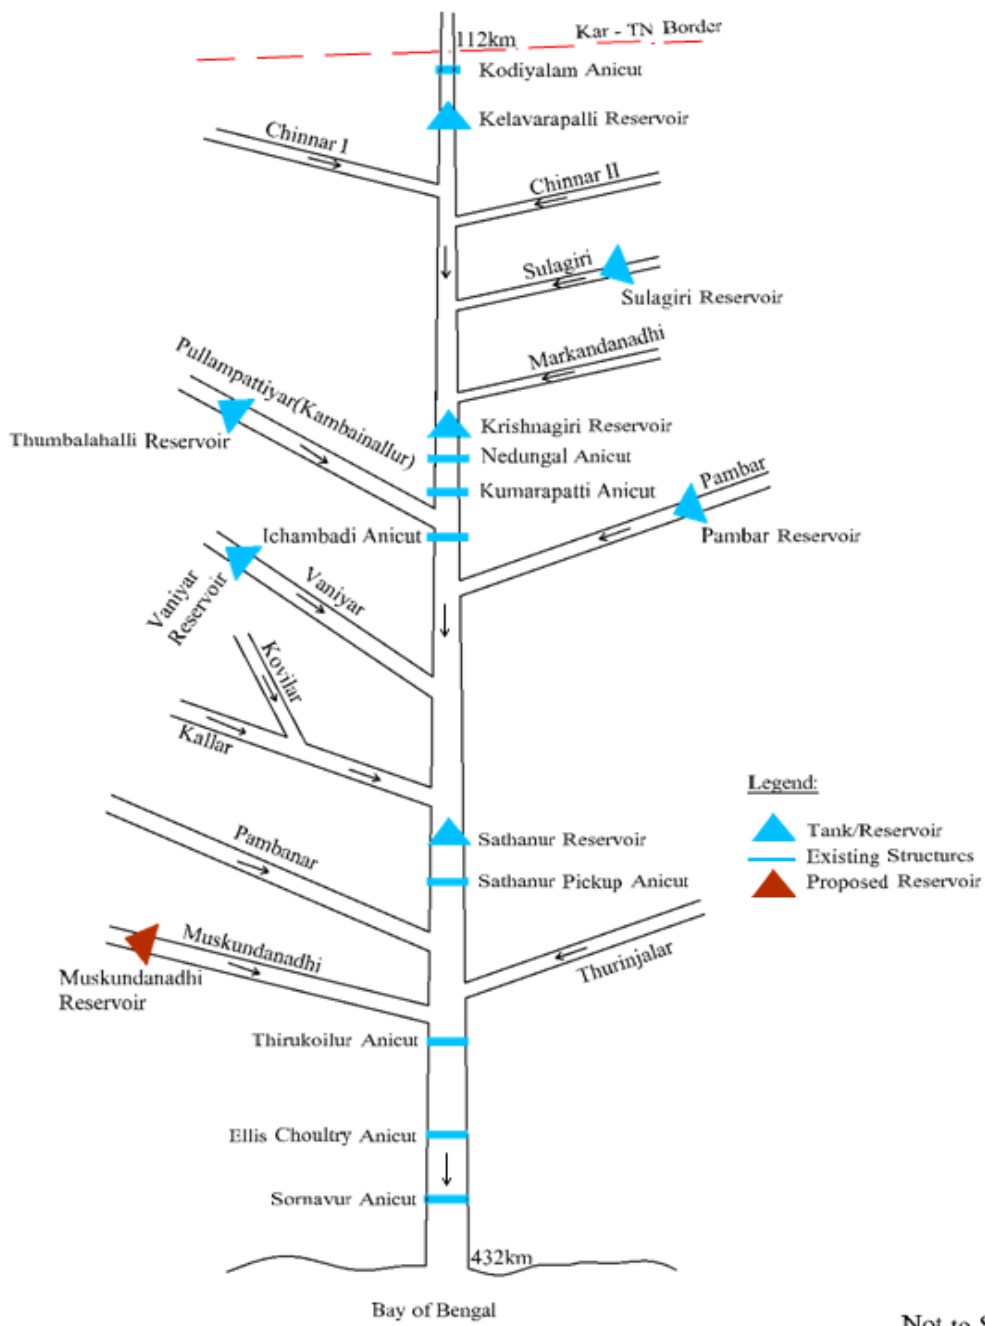 Kar - TN Border
112km
Kodiyalam Anicut
Kelavarapalli Reservoir
Chinnar I
Chinnar II
Sulagiri
Sulagiri Reservoir
Markandanadhi
Pullampattiyar(Kambainallur)
Thumbalahalli Reservoir
Krishnagiri Reservoir
Nedungal Anicut
Kumarapatti Anicut
Pambar
Pambar Reservoir
Ichambadi Anicut
Vaniyar
Vaniyar
Reservoir
Kovilar
Kallar
Legend:
Tank/Reservoir
Existing Structures
Proposed Reservoir
Sathanur Reservoir
Sathanur Pickup Anicut
Pambanar
Muskundanadhi
Muskundanadhi
Reservoir
Thurinjalar
Thirukoilur Anicut
Ellis Choultry Anicut
Sornavur Anicut
432km
Bay of Bengal
Not to